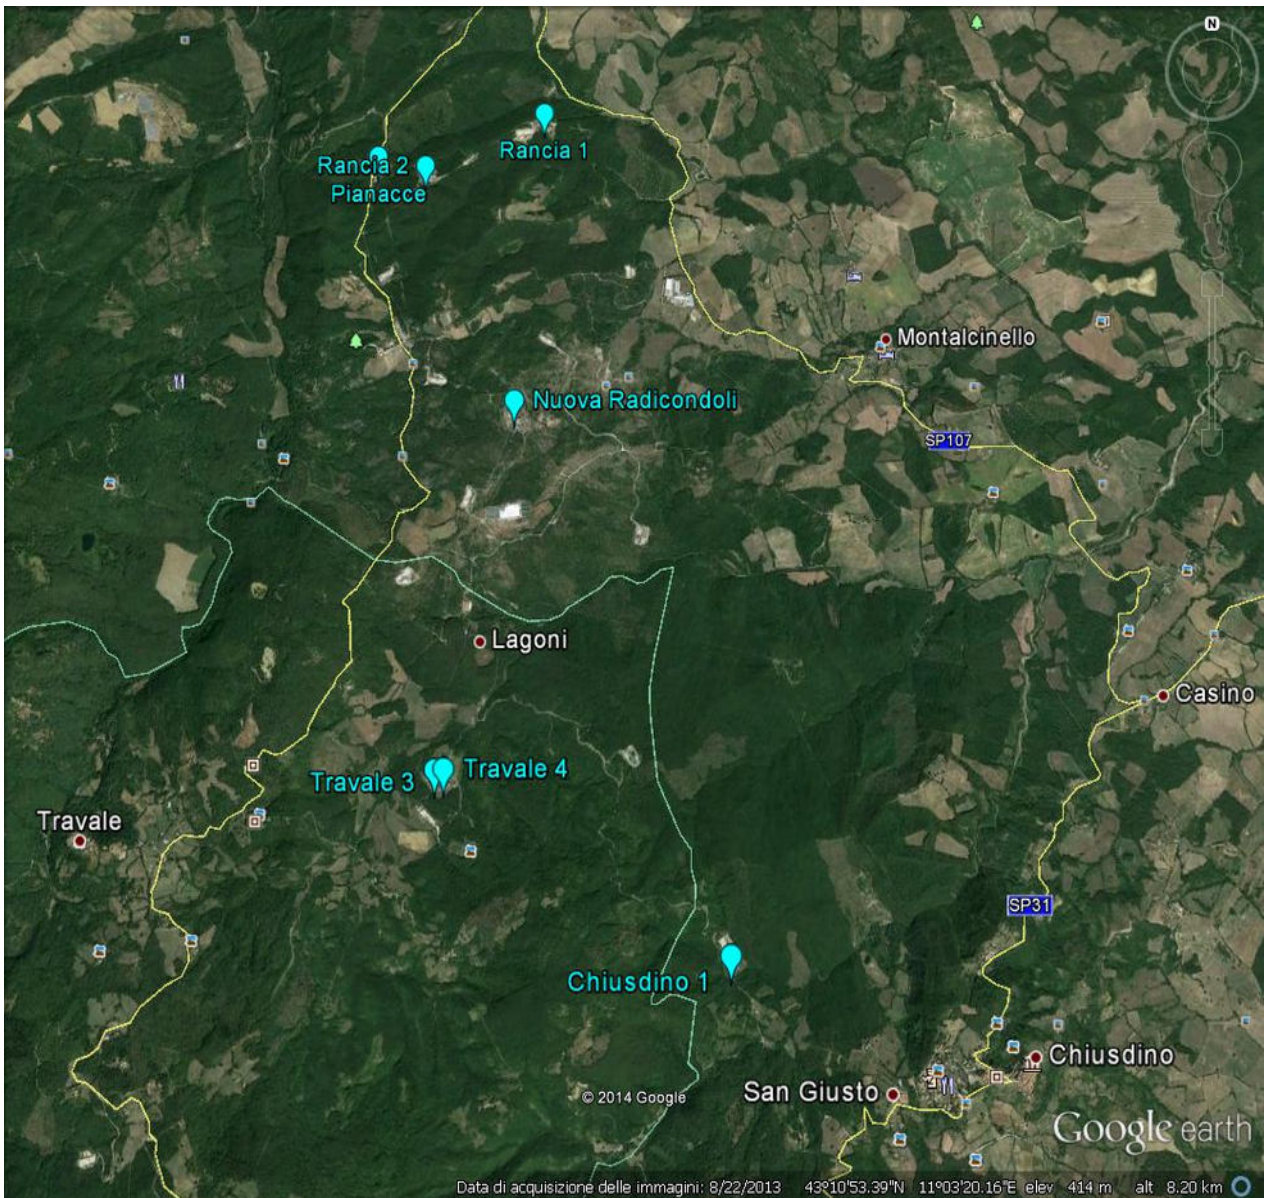 N
Rancia 1
Rancia 2
Pianacce
Montalcinello
Nuova Radicondoli
SP107
Lagoni
Casino
Travale 3
Travale 4
Travale
SP31
Chiusdino 1
Chiusdino
San Giusto
© 2014 Google
Google earth
Data di acquisizione delle immagini: 8/22/2013 43°10'53.39"N 11°03'20.16"E elev 414 m alt 8.20 km